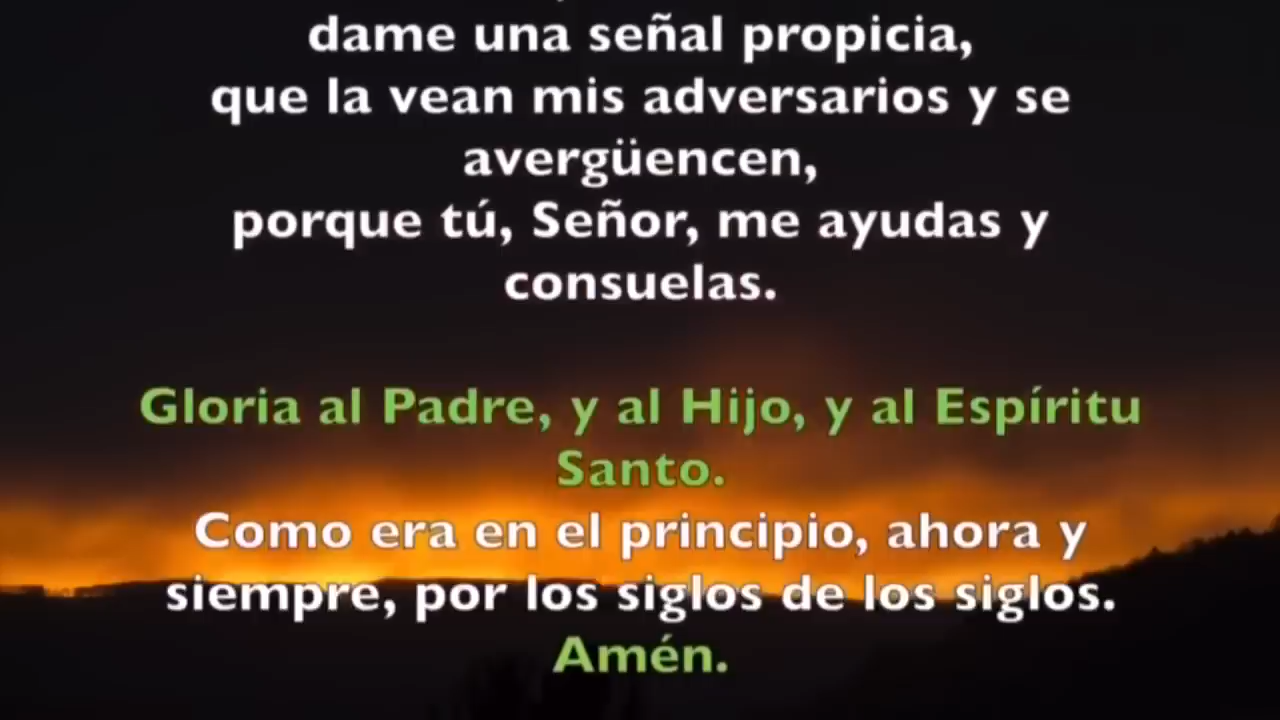 dame una señal propicia,
que la vean mis adversarios y se
avergüencen,
porque tú, Señor, me ayudas y
consuelas.
Gloria al Padre, y al Hijo, y al Espíritu
Santo.
Como era en el principio, ahora y
siempre, por los siglos de los siglos.
Amén.